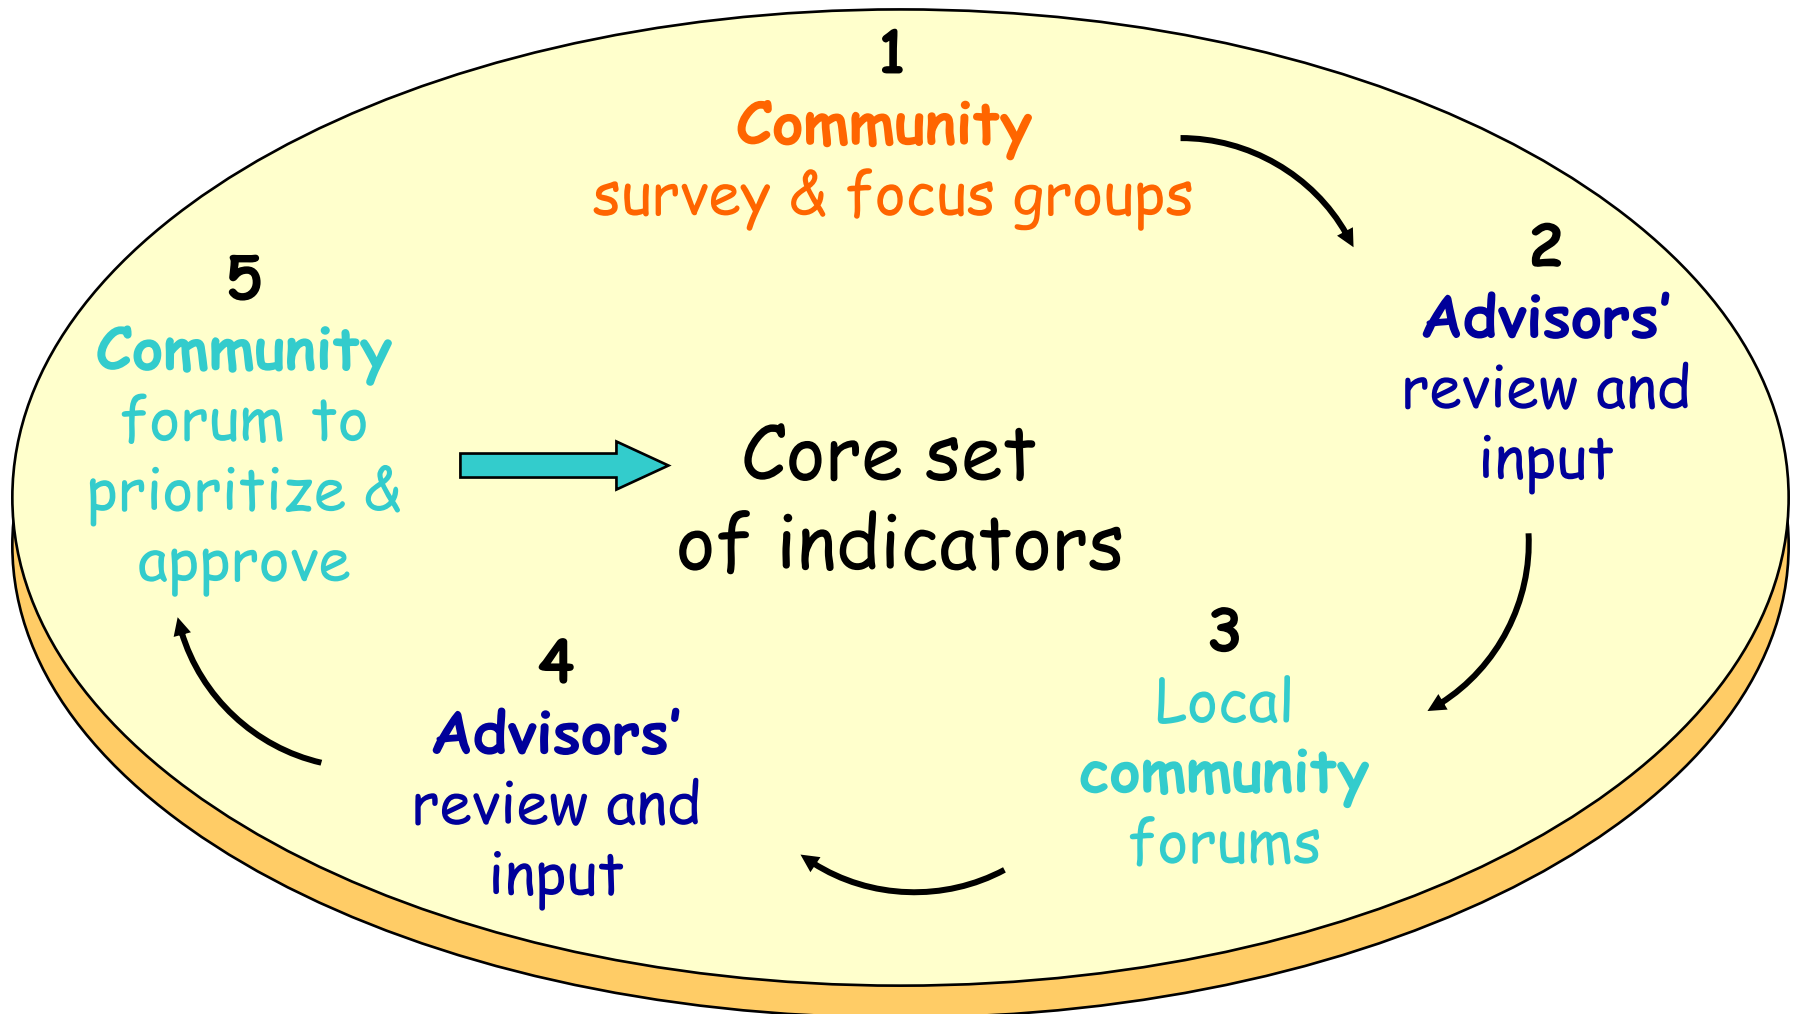 1
Community
survey & focus groups
2
Advisors’
review and
input
3
Local
community
forums
4
Advisors’
review and
input
5
Community
forum to
prioritize &
approve
Core set
of indicators